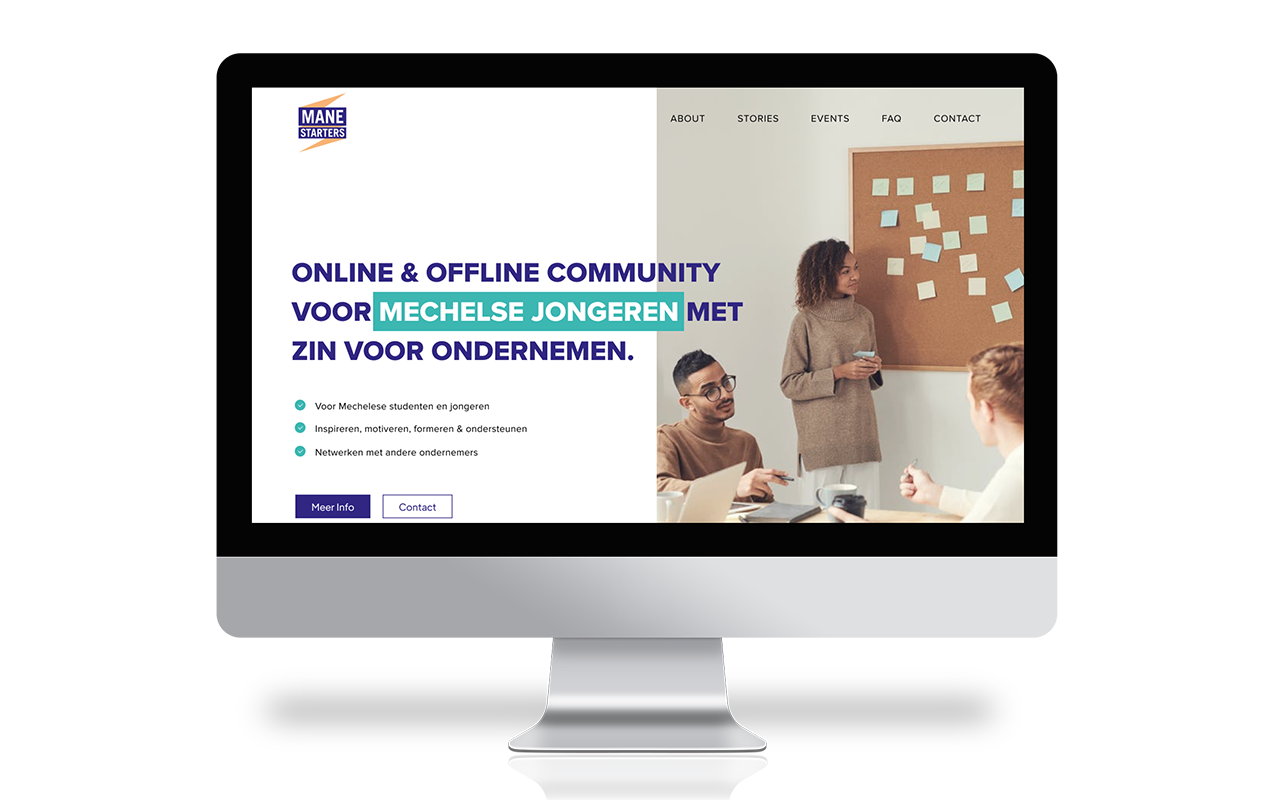 MANE
STARTERS
ABOUT STORIES EVENTS FAQ CONTACT
ONLINE & OFFLINE COMMUNITY
VOOR MECHELSE JONGEREN MET
ZIN VOOR ONDERNEMEN.
Voor Mechelese studenten en jongeren
Inspireren, motiveren, formeren & ondersteunen
Netwerken met andere ondernemers
Meer Info Contact